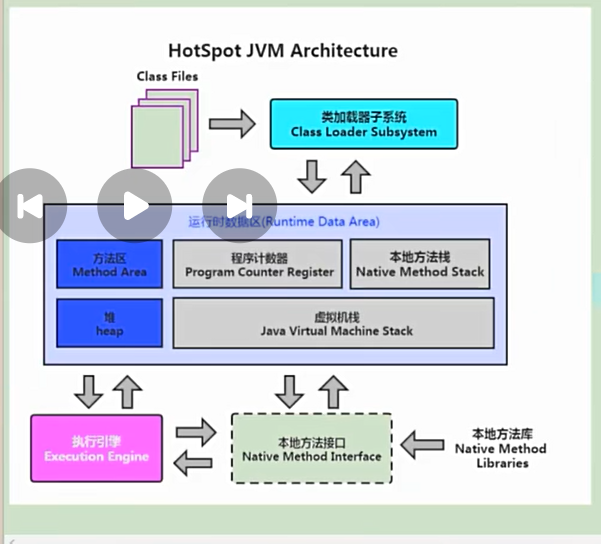 HotSpot JVM Architecture
Class Files
类加载器子系统
Class Loader Subsystem
运行时数据区(Runtime Data Area)
方法区
Method Area
程序计数器
Program Counter Register
本地方法栈
Native Method Stack
堆
heap
虚拟机栈
Java Virtual Machine Stack
执行引擎
Execution Engine
本地方法接口
Native Method Interface
本地方法库
Native Method
Libraries